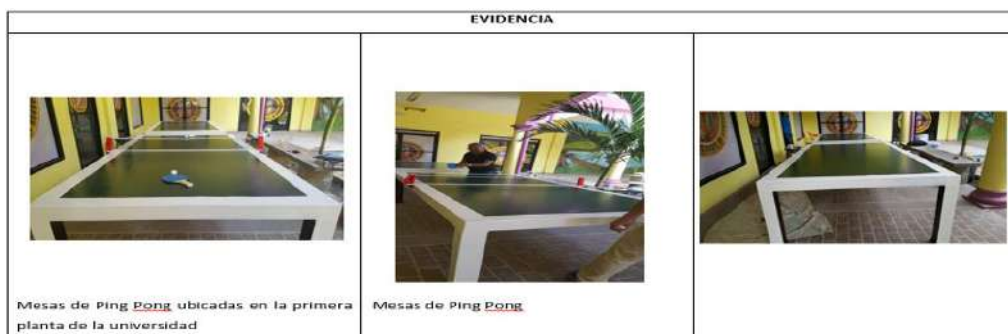 EVIDENCIA
Mesas de Ping Pong ubicadas en la primera
planta de la universidad
Mesas de Ping Pong